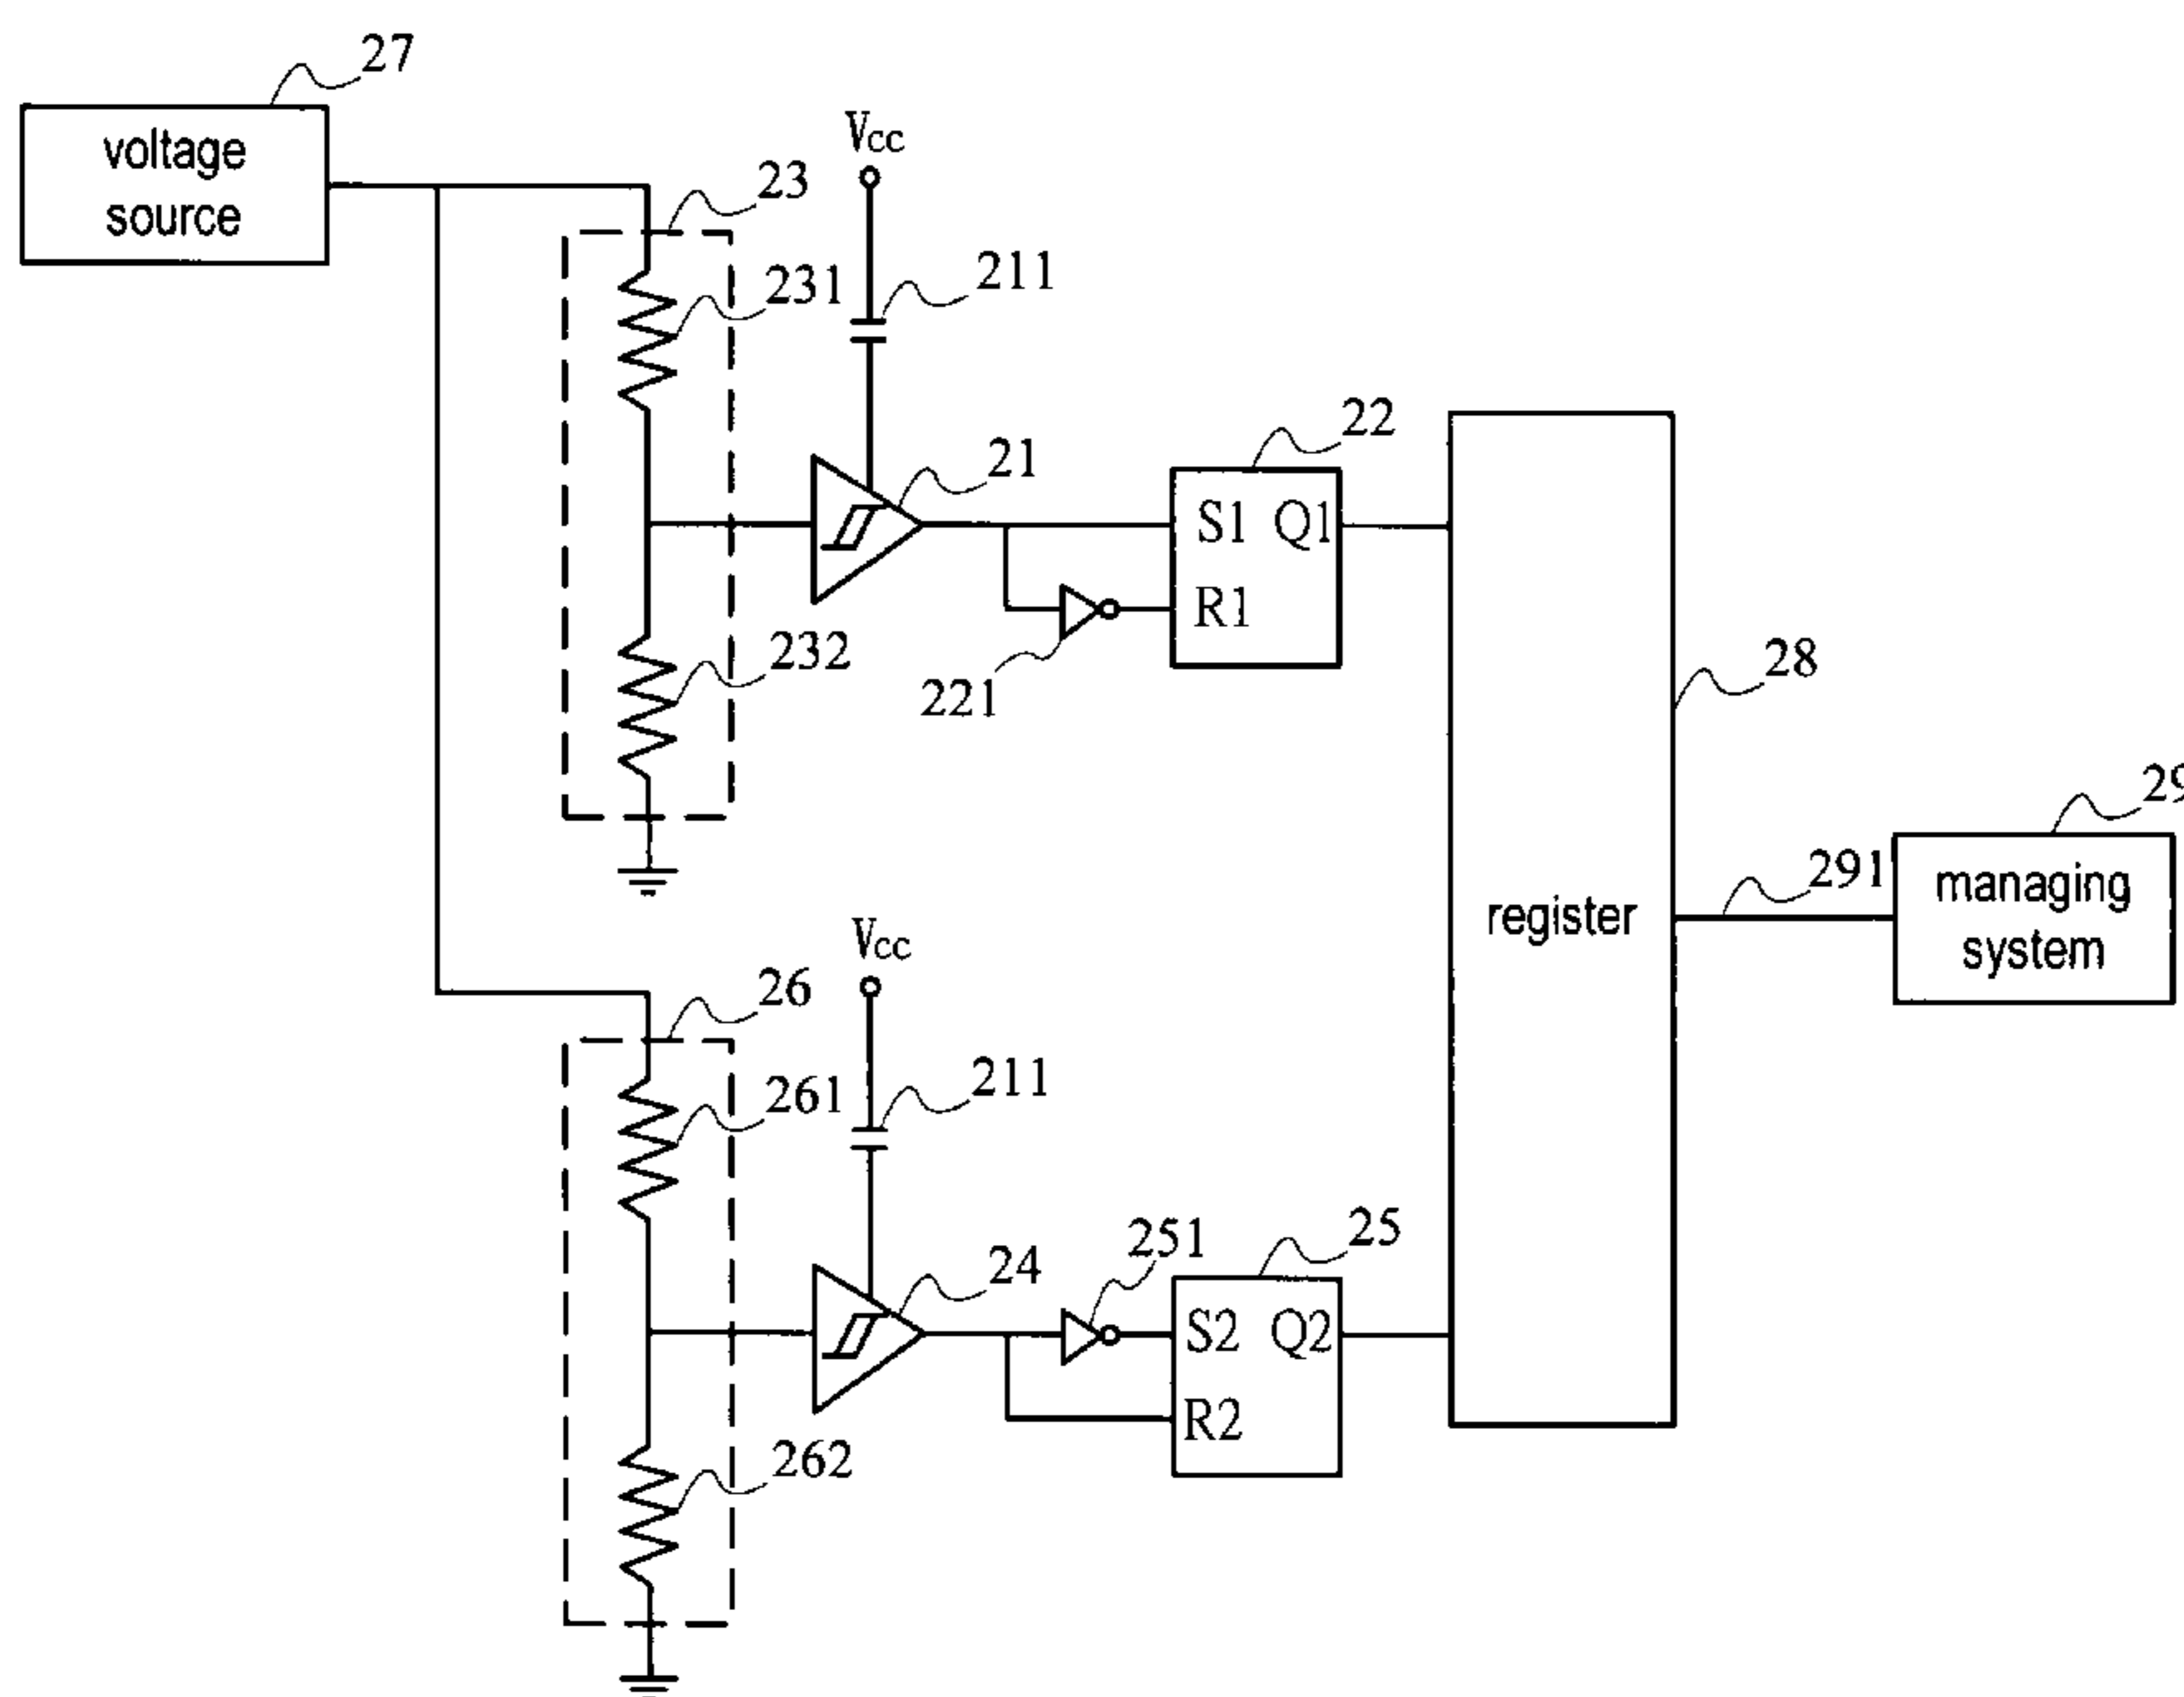 27
voltage
source
Vcc
23
231
211
21
22
S1 Q1
R1
232
221
28
29
291
managing
system
register
Vcc
26
261
211
24
251
25
S2 Q2
R2
262